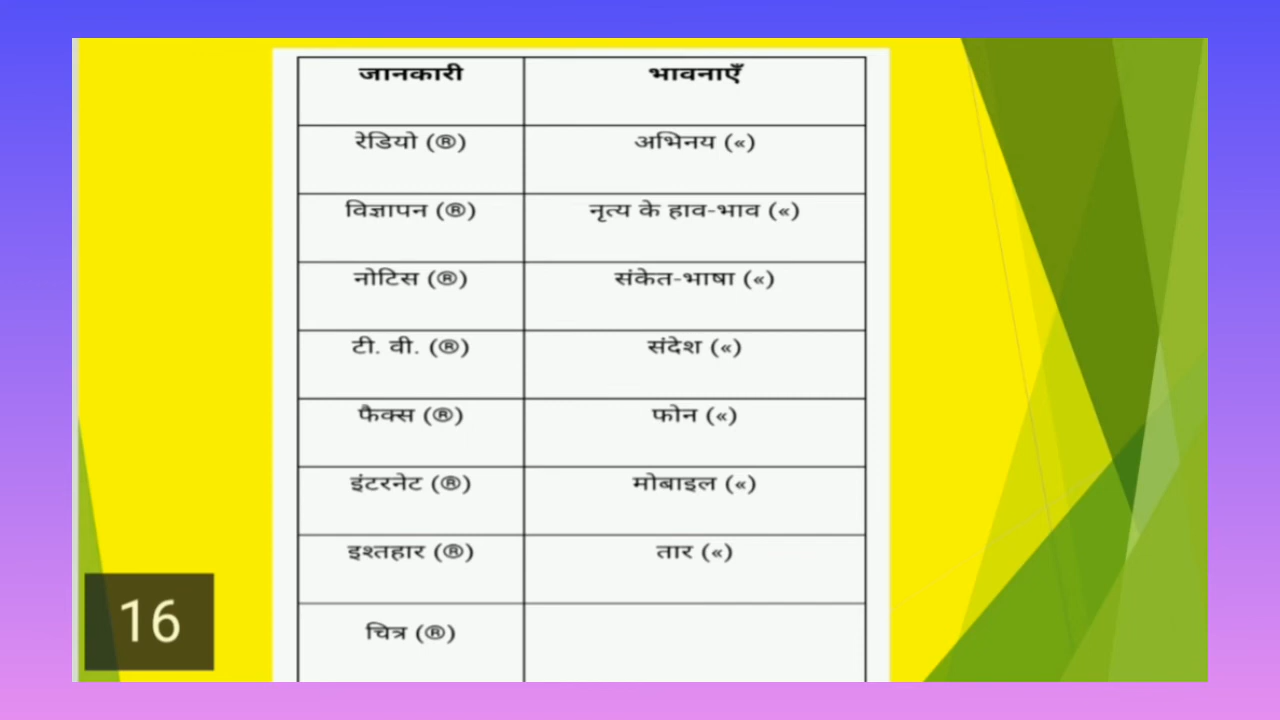 जानकारी भावनाएँ
रेडियो (®) अभिनय («)
विज्ञापन (®) नृत्य के हाव-भाव («)
नोटिस (®) संकेत-भाषा («)
टी. वी. (®) संदेश («)
फैक्स (®) फोन («)
इंटरनेट (®) मोबाइल («)
इश्तहार (®) तार («)
चित्र (®)
16